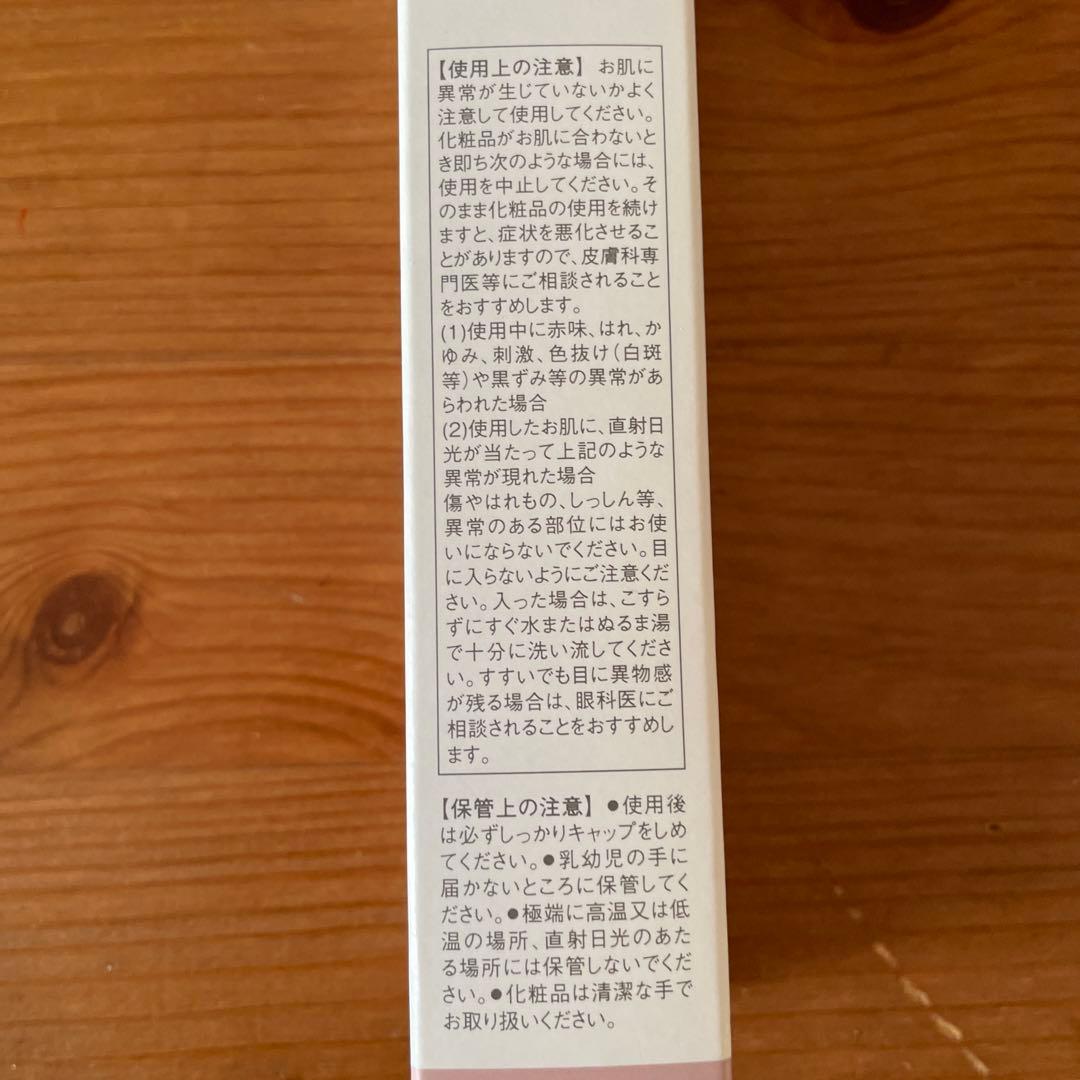 【使用上の注意】 お肌に
異常が生じていないかよく
注意して使用してください。
化粧品がお肌に合わないと
き即ち次のような場合には、
使用を中止してください。そ
のまま化粧品の使用を続け
ますと、症状を悪化させるこ
とがありますので、皮膚科専
門医等にご相談されること
をおすすめします。
(1)使用中に赤味、はれ、か
ゆみ、刺激、色抜け（白斑
等）や黒ずみ等の異常があ
らわれた場合
(2)使用したお肌に、直射日
光が当たって上記のような
異常が現れた場合
傷やはれもの、しっしん等、
異常のある部位にはお使
いにならないでください。目
に入らないようにご注意くだ
さい。入った場合は、こすら
ずにすぐ水またはぬるま湯
で十分に洗い流してくださ
い。すすいでも目に異物感
が残る場合は、眼科医にご
相談されることをおすすめし
ます。
【保管上の注意】 ●使用後
は必ずしっかりキャップをしめ
てください。●乳幼児の手に
届かないところに保管してく
ださい。●極端に高温又は低
温の場所、直射日光のあた
る場所には保管しないでくだ
さい。●化粧品は清潔な手で
お取り扱いください。